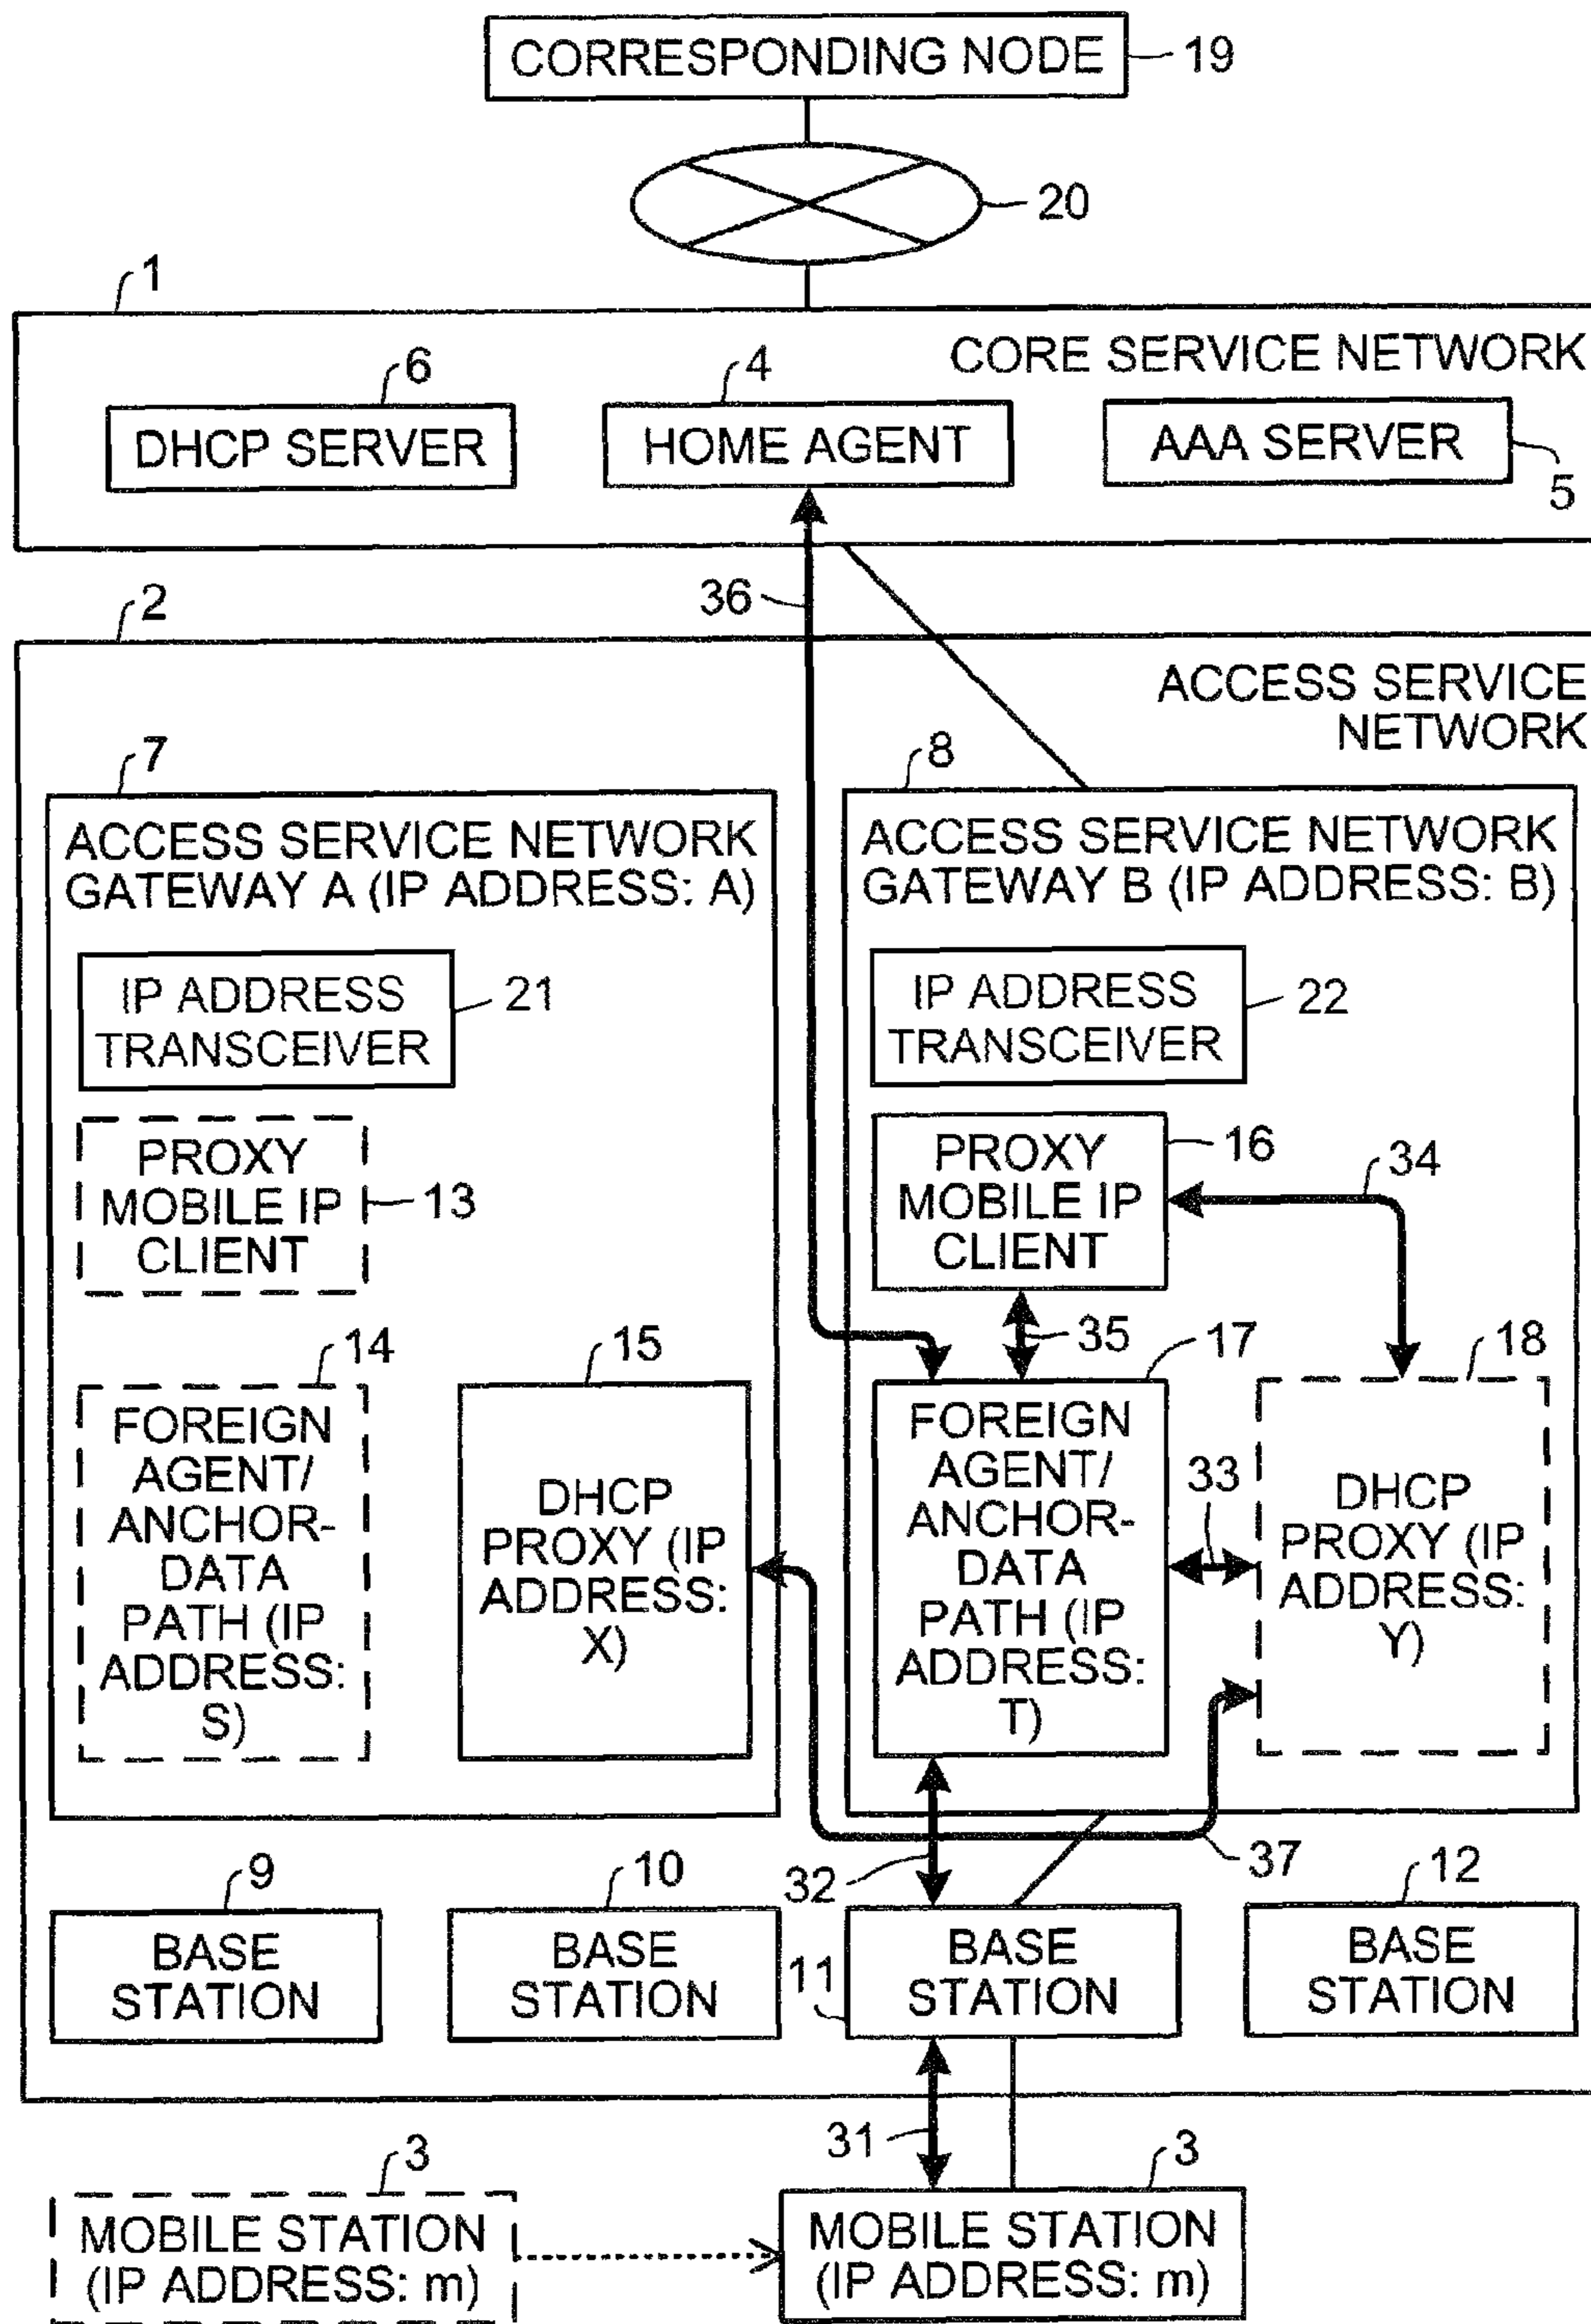 CORRESPONDING NODE
19
20
1
CORE SERVICE NETWORK
6
4
DHCP SERVER
HOME AGENT
AAA SERVER
5
36
2
ACCESS SERVICE
NETWORK
7
8
ACCESS SERVICE NETWORK
GATEWAY A (IP ADDRESS: A)
ACCESS SERVICE NETWORK
GATEWAY B (IP ADDRESS: B)
IP ADDRESS
TRANSCEIVER
21
IP ADDRESS
TRANSCEIVER
22
PROXY
MOBILE IP
CLIENT
13
PROXY
MOBILE IP
CLIENT
16
34
35
14
15
17
18
FOREIGN
AGENT/
ANCHOR-
DATA
PATH (IP
ADDRESS:
S)
DHCP
PROXY (IP
ADDRESS:
X)
FOREIGN
AGENT/
ANCHOR-
DATA
PATH (IP
ADDRESS:
T)
33
DHCP
PROXY (IP
ADDRESS:
Y)
32
37
9
10
11
12
BASE
STATION
BASE
STATION
BASE
STATION
BASE
STATION
31
3
3
MOBILE STATION
(IP ADDRESS: m)
MOBILE STATION
(IP ADDRESS: m)